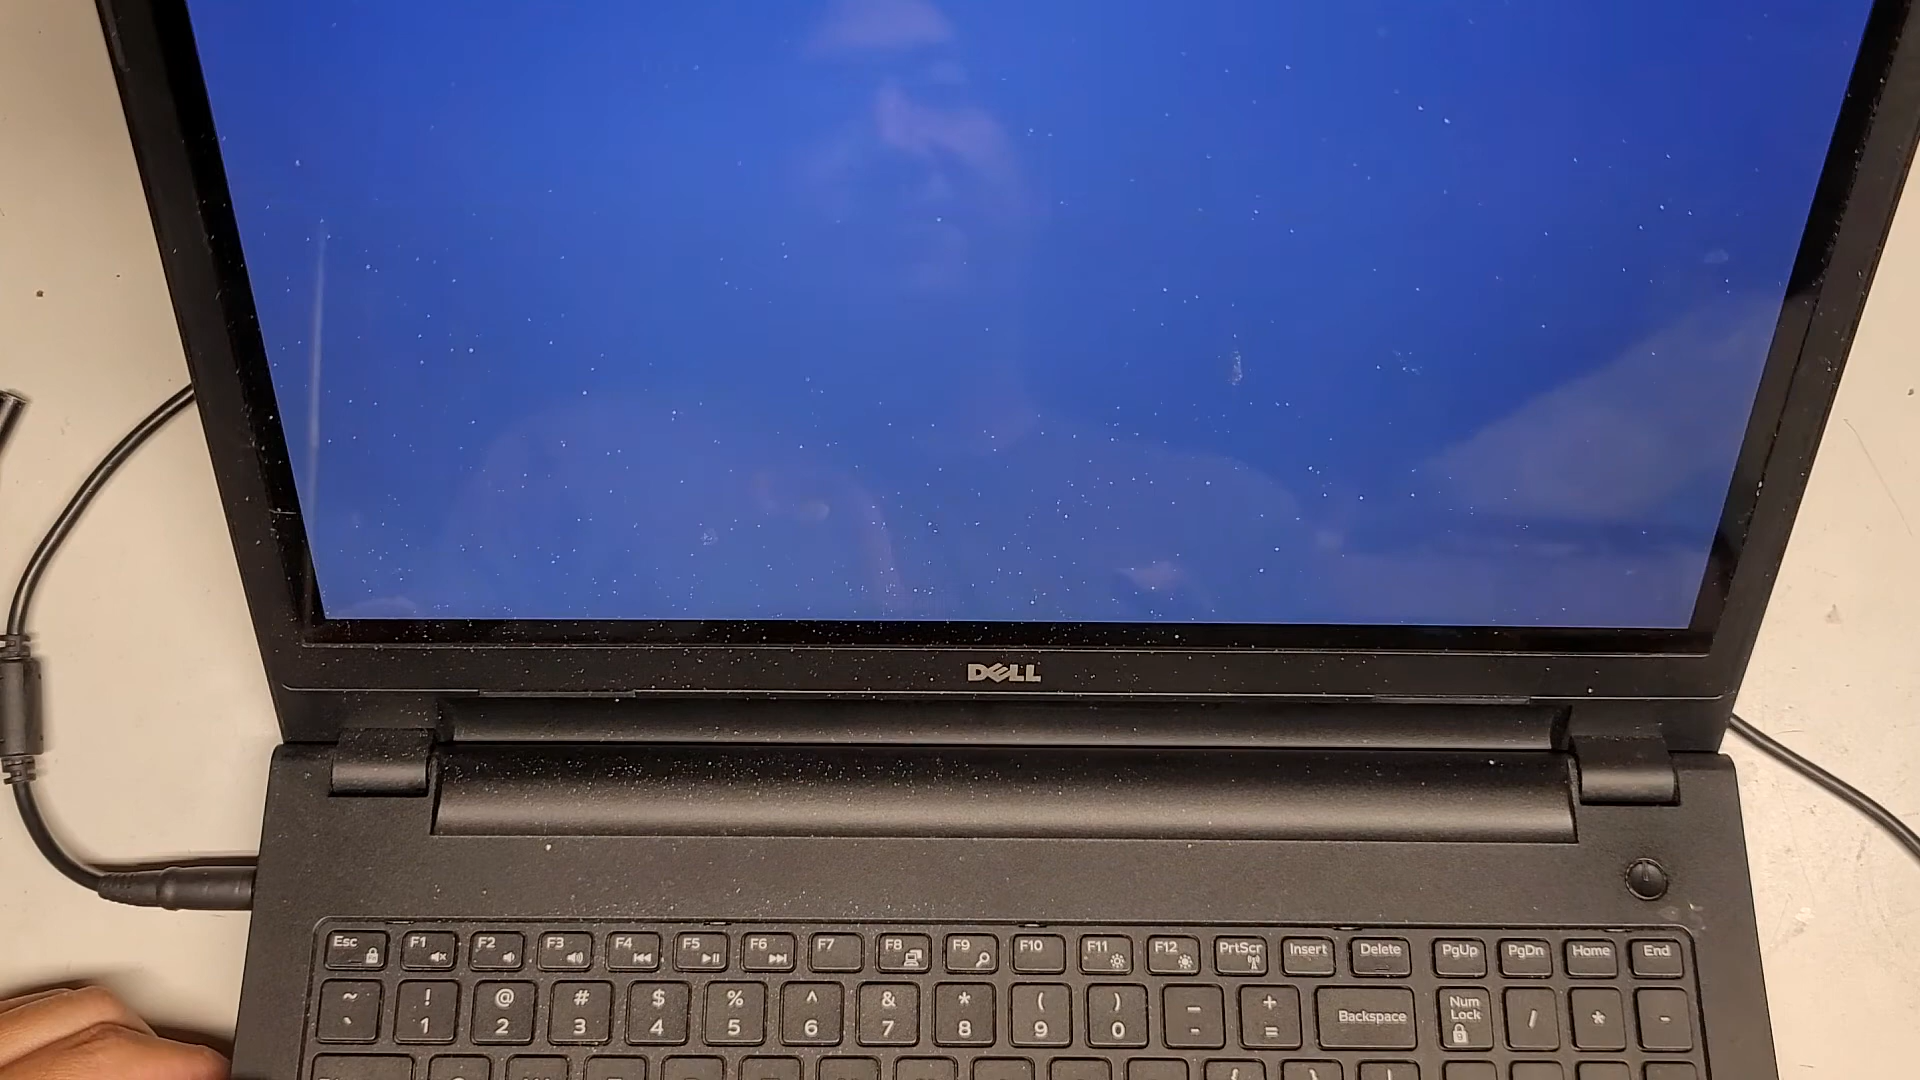 DELL
Esc F1 F2 F3 F4 F5 F6 F7 F8 F9 F10 F11 F12 PrtScr Insert Delete PgUp PgDn Home End
~ ! @ # $ % ^ & * ( ) _ + Backspace Num Lock / * -
` 1 2 3 4 5 6 7 8 9 0 - =
{ } |